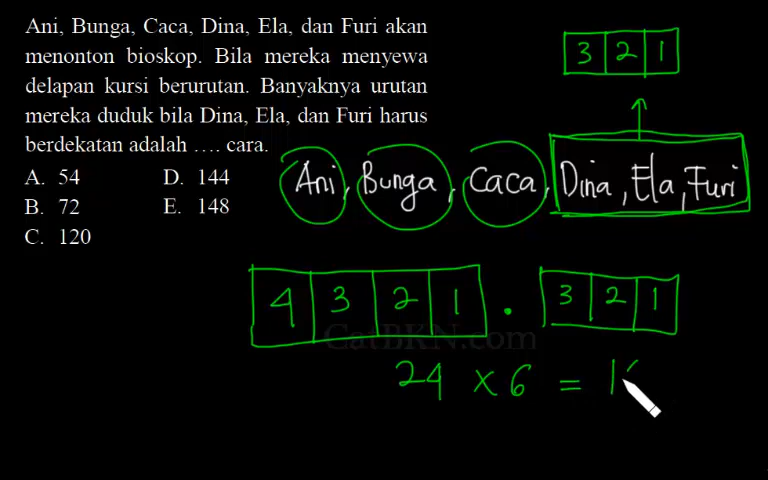 Ani, Bunga, Caca, Dina, Ela, dan Furi akan
menonton bioskop. Bila mereka menyewa
delapan kursi berurutan. Banyaknya urutan
mereka duduk bila Dina, Ela, dan Furi harus
berdekatan adalah .... cara.
A. 54 D. 144
B. 72 E. 148
C. 120
3 2 1
Ani, Bunga, Caca, Dina, Ela, Furi
4 3 2 1 . 3 2 1
CatBKN.com
24 × 6 = 1